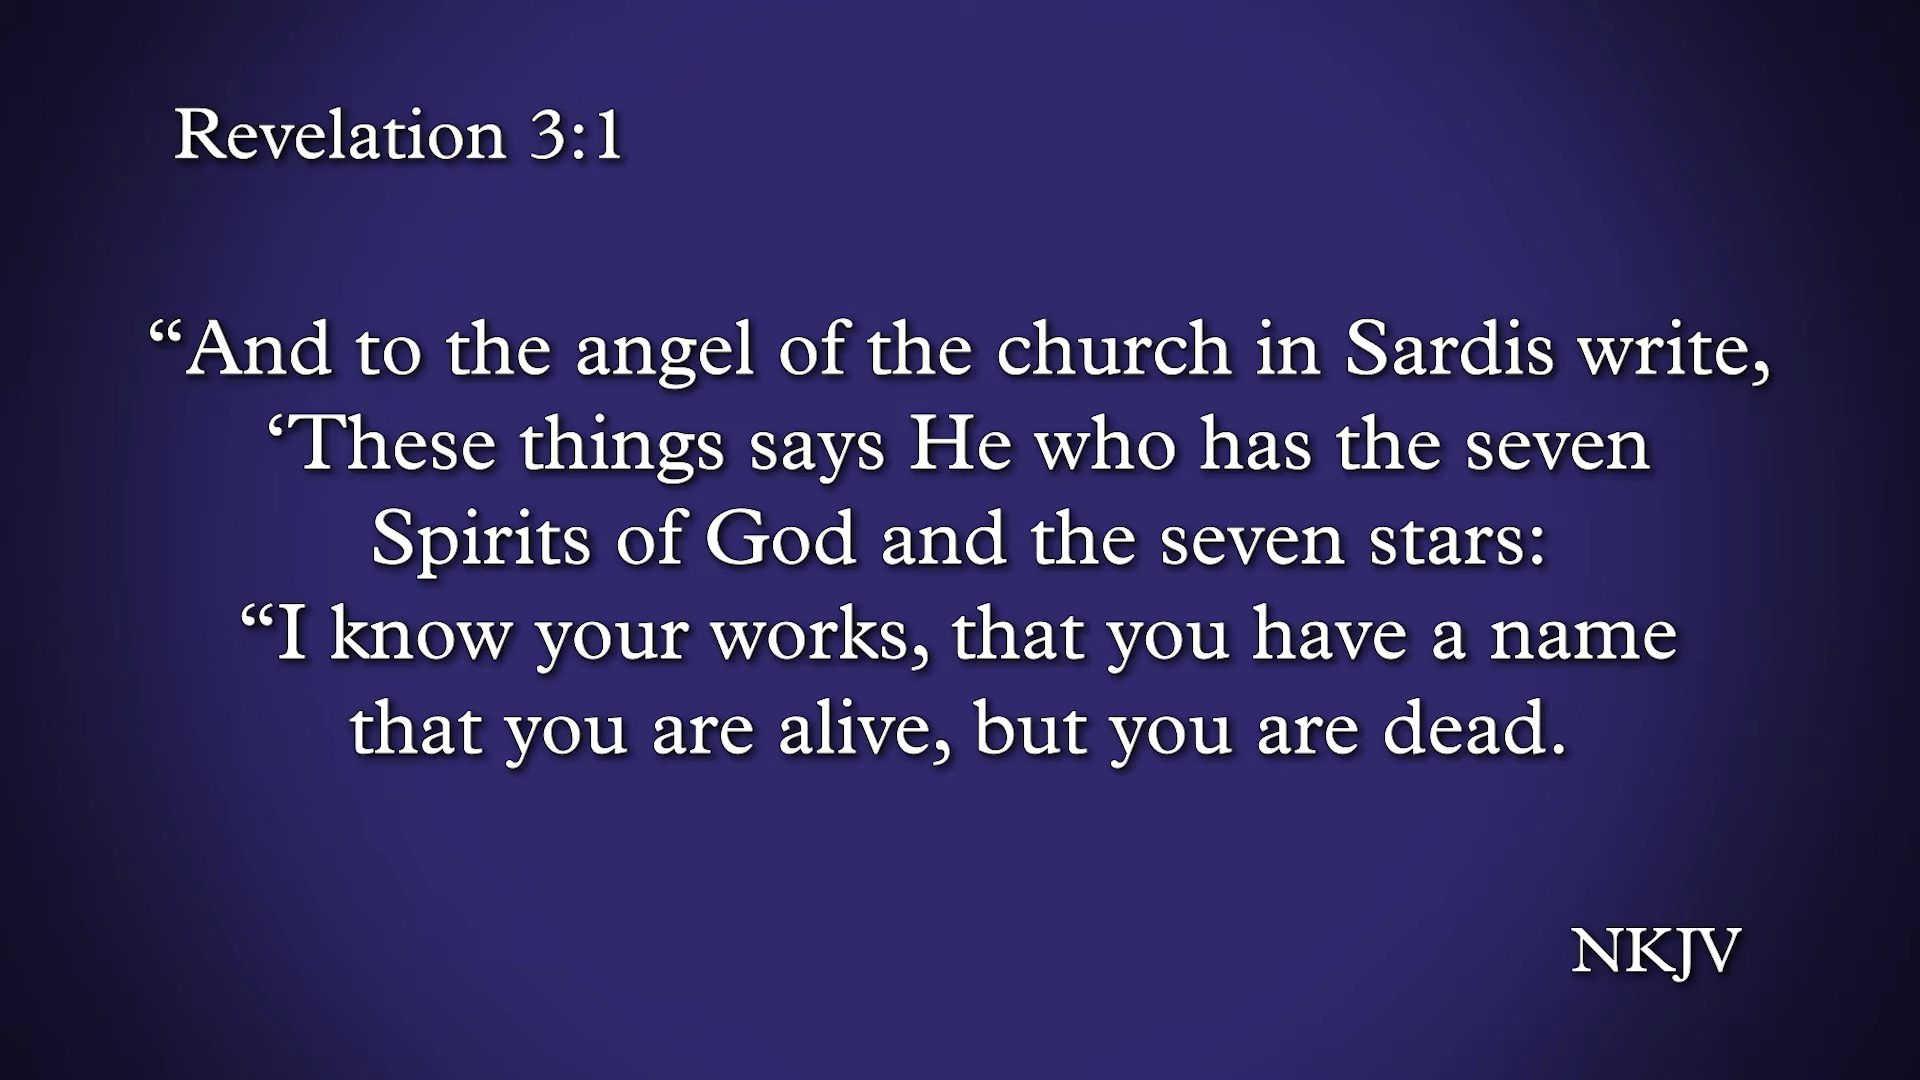 Revelation 3:1
“And to the angel of the church in Sardis write,
‘These things says He who has the seven
Spirits of God and the seven stars:
“I know your works, that you have a name
that you are alive, but you are dead.
NKJV